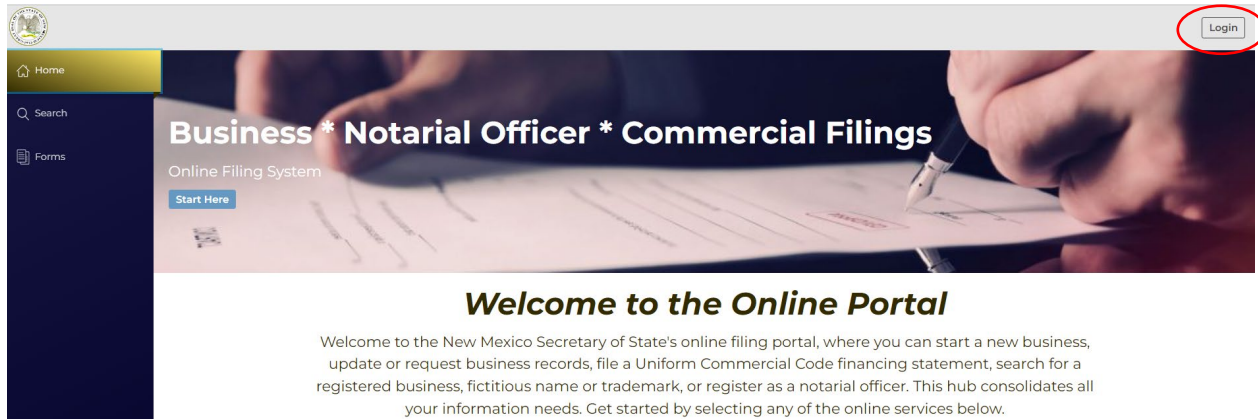 Login
Home
Search
Forms
Business * Notarial Officer * Commercial Filings
Online Filing System
Start Here
Welcome to the Online Portal
Welcome to the New Mexico Secretary of State's online filing portal, where you can start a new business,
update or request business records, file a Uniform Commercial Code financing statement, search for a
registered business, fictitious name or trademark, or register as a notarial officer. This hub consolidates all
your information needs. Get started by selecting any of the online services below.